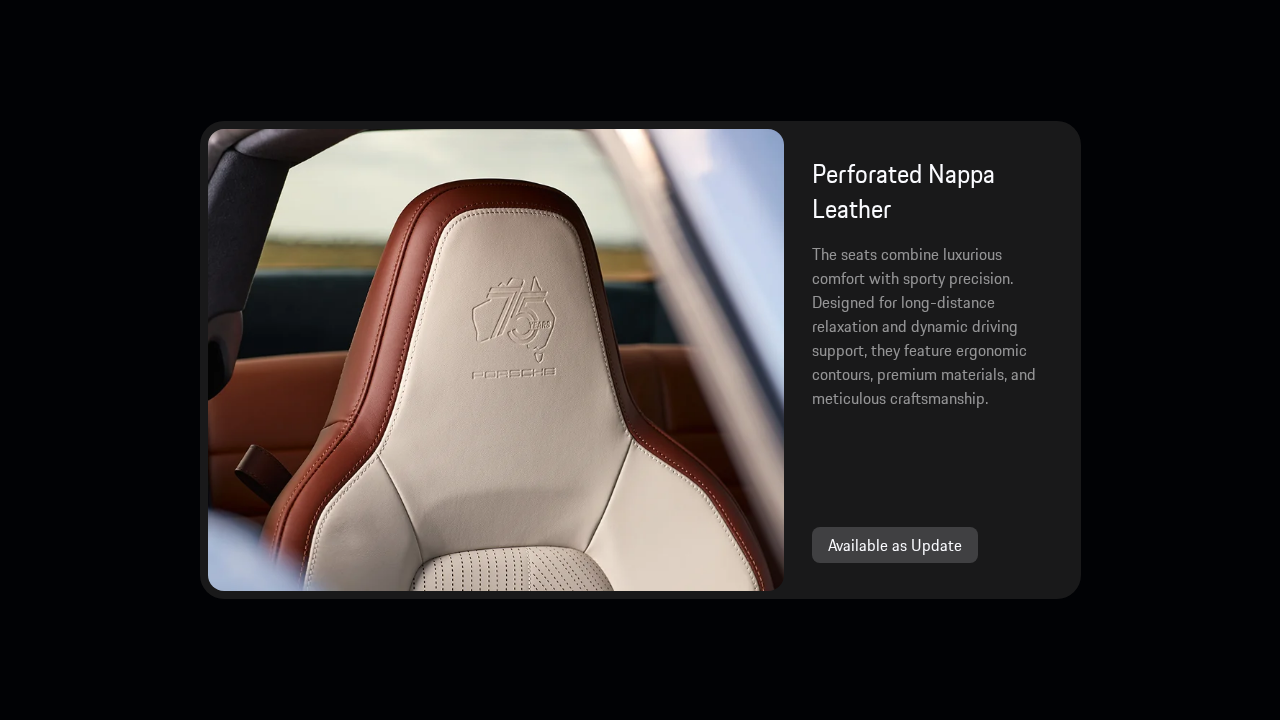 75
YEARS
PORSCHE
Perforated Nappa
Leather
The seats combine luxurious
comfort with sporty precision.
Designed for long-distance
relaxation and dynamic driving
support, they feature ergonomic
contours, premium materials, and
meticulous craftsmanship.
Available as Update